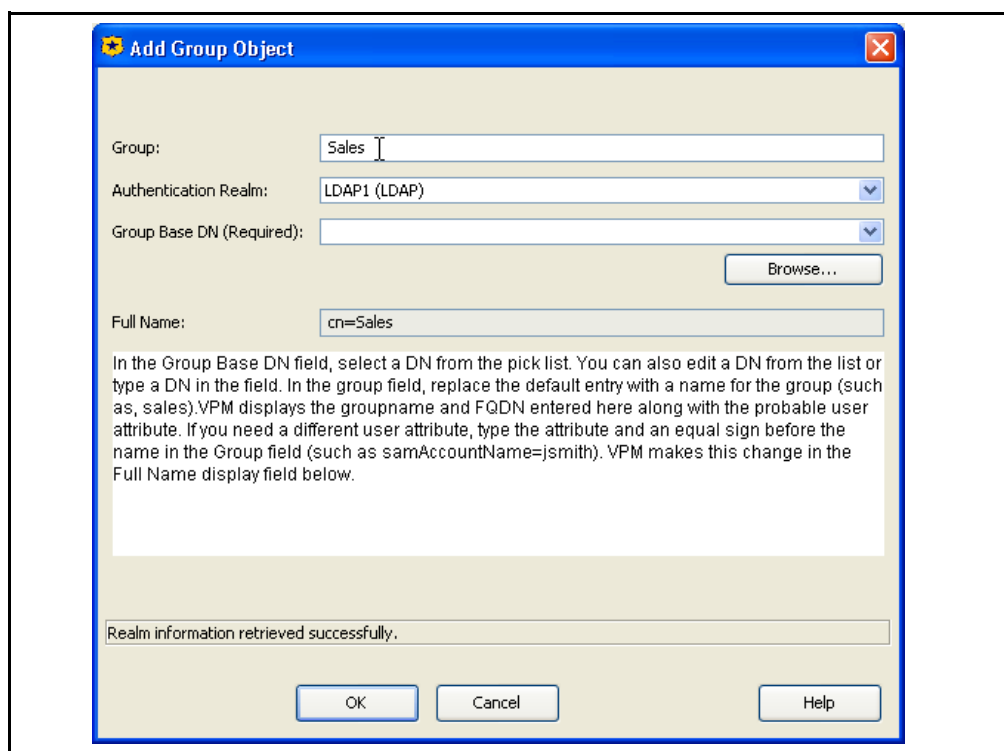 Add Group Object
Group:
Sales
Authentication Realm:
LDAP1 (LDAP)
Group Base DN (Required):
Browse...
Full Name:
cn=Sales
In the Group Base DN field, select a DN from the pick list. You can also edit a DN from the list or
type a DN in the field. In the group field, replace the default entry with a name for the group (such
as, sales).VPM displays the groupname and FQDN entered here along with the probable user
attribute. If you need a different user attribute, type the attribute and an equal sign before the
name in the Group field (such as samAccountName=jsmith). VPM makes this change in the
Full Name display field below.
Realm information retrieved successfully.
OK
Cancel
Help